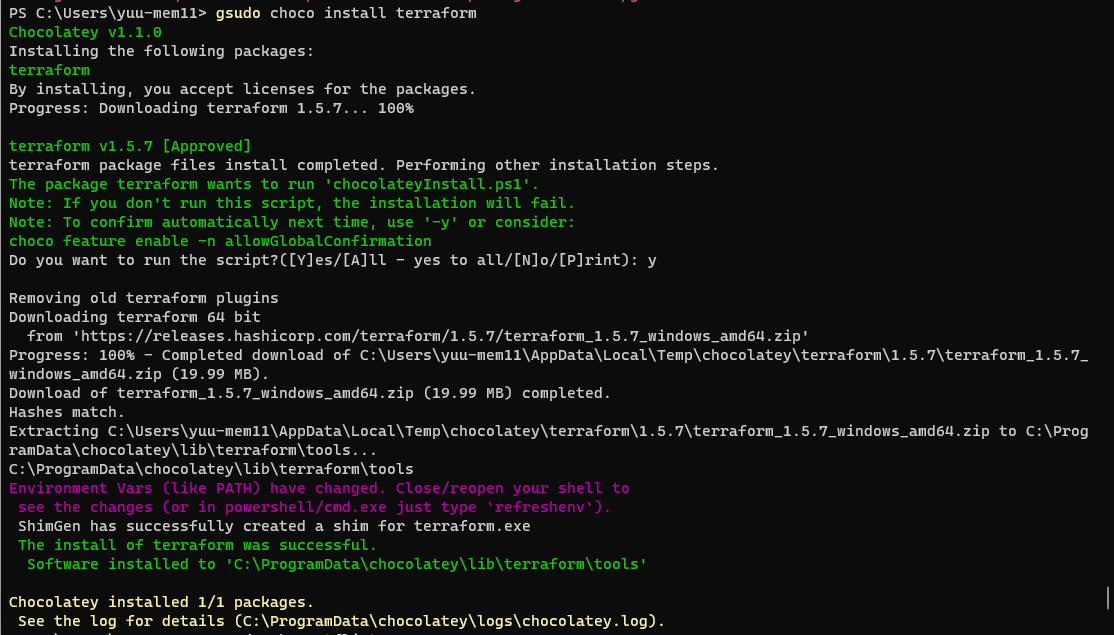 PS C:\Users\yuu-mem11> gsudo choco install terraform
Chocolatey v1.1.0
Installing the following packages:
terraform
By installing, you accept licenses for the packages.
Progress: Downloading terraform 1.5.7... 100%
terraform v1.5.7 [Approved]
terraform package files install completed. Performing other installation steps.
The package terraform wants to run 'chocolateyInstall.ps1'.
Note: If you don't run this script, the installation will fail.
Note: To confirm automatically next time, use '-y' or consider:
choco feature enable -n allowGlobalConfirmation
Do you want to run the script?([Y]es/[A]ll - yes to all/[N]o/[P]rint): y
Removing old terraform plugins
Downloading terraform 64 bit
  from 'https://releases.hashicorp.com/terraform/1.5.7/terraform_1.5.7_windows_amd64.zip'
Progress: 100% - Completed download of C:\Users\yuu-mem11\AppData\Local\Temp\chocolatey\terraform\1.5.7\terraform_1.5.7_
windows_amd64.zip (19.99 MB).
Download of terraform_1.5.7_windows_amd64.zip (19.99 MB) completed.
Hashes match.
Extracting C:\Users\yuu-mem11\AppData\Local\Temp\chocolatey\terraform\1.5.7\terraform_1.5.7_windows_amd64.zip to C:\Prog
ramData\chocolatey\lib\terraform\tools...
C:\ProgramData\chocolatey\lib\terraform\tools
Environment Vars (like PATH) have changed. Close/reopen your shell to
 see the changes (or in powershell/cmd.exe just type `refreshenv`).
 ShimGen has successfully created a shim for terraform.exe
 The install of terraform was successful.
  Software installed to 'C:\ProgramData\chocolatey\lib\terraform\tools'
Chocolatey installed 1/1 packages.
 See the log for details (C:\ProgramData\chocolatey\logs\chocolatey.log).